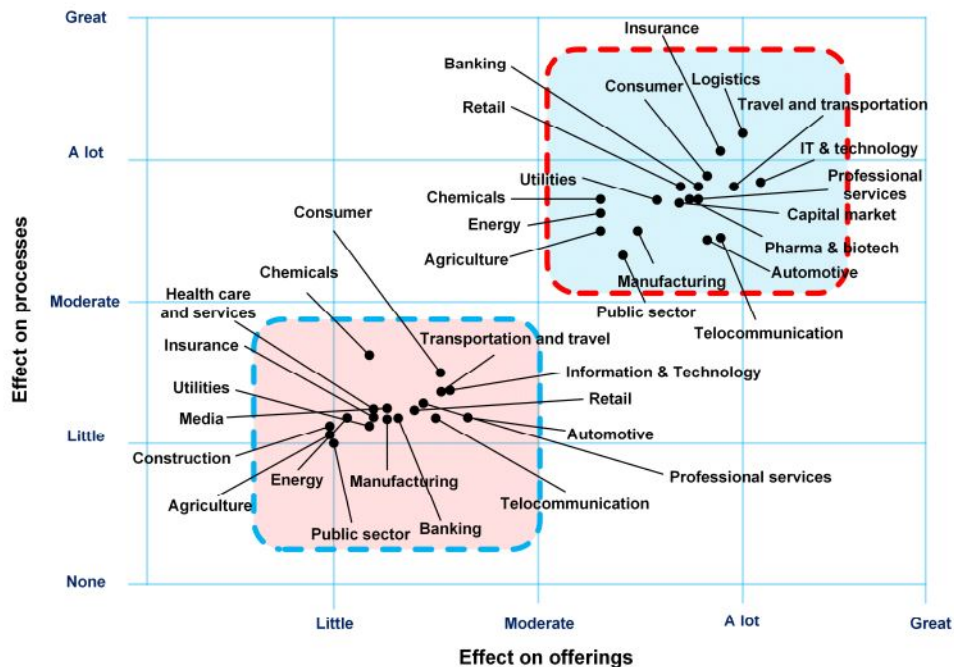 Great
Insurance
Banking
Logistics
Consumer
Retail
Travel and transportation
A lot
IT & technology
Utilities
Professional
services
Chemicals
Consumer
Capital market
Energy
Pharma & biotech
Agriculture
Chemicals
Automotive
Manufacturing
Health care
and services
Moderate
Public sector
Telocommunication
Insurance
Transportation and travel
Information & Technology
Utilities
Retail
Media
Automotive
Little
Construction
Energy
Manufacturing
Professional services
Agriculture
Telocommunication
Public sector
Banking
None
Effect on processes
Little
Moderate
A lot
Great
Effect on offerings